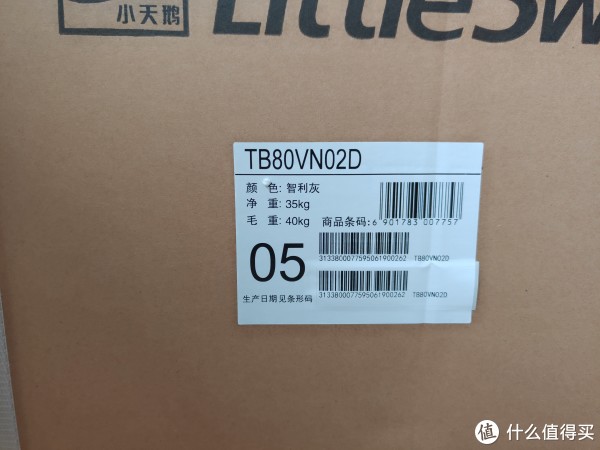 小天鹅
LittleSw
TB80VN02D
颜 色: 智利灰
净 重: 35kg
毛 重: 40kg 商品条码: 6 901783 007757
05
3133800077595061900262 TB80VN02D
3133800077595061900262 TB80VN02D
生产日期见条形码
值 什么值得买